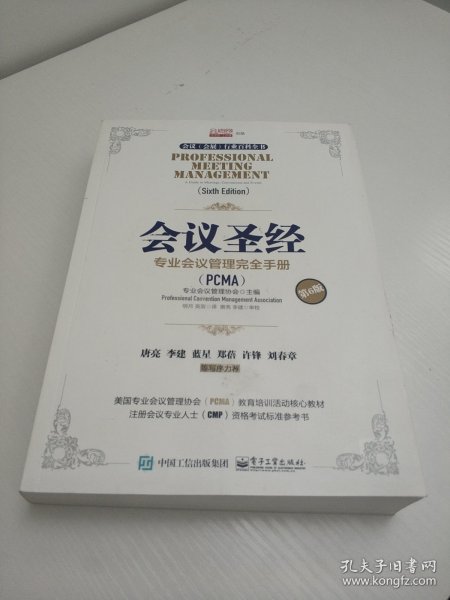 会议（会展）行业百科全书
PROFESSIONAL
MEETING
MANAGEMENT
(Sixth Edition)
会议圣经
专业会议管理完全手册
（PCMA）
专业会议管理协会◇主编
Professional Convention Management Association
第6版
唐亮 李建 蓝星 郑蓓 许锋 刘春章
美国专业会议管理协会（PCMA）教育培训活动核心教材
注册会议专业人士（CMP）资格考试标准参考书
中国工信出版集团
电子工业出版社
孔夫子旧书网
www.kongfz.com